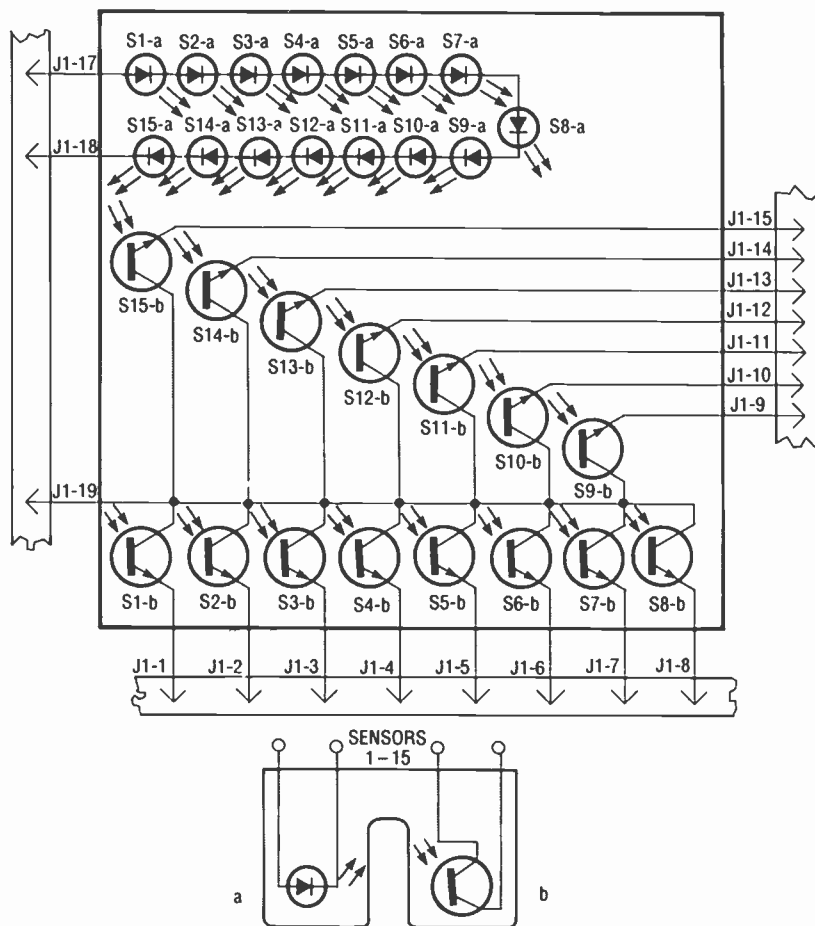 S1-a S2-a S3-a S4-a S5-a S6-a S7-a
J1-17
S8-a
S15-a S14-a S13-a S12-a S11-a S10-a S9-a
J1-18
J1-15
J1-14
J1-13
J1-12
J1-11
J1-10
J1-9
S15-b
S14-b
S13-b
S12-b
S11-b
S10-b
S9-b
J1-19
S1-b S2-b S3-b S4-b S5-b S6-b S7-b S8-b
J1-1 J1-2 J1-3 J1-4 J1-5 J1-6 J1-7 J1-8
SENSORS
1-15
a b